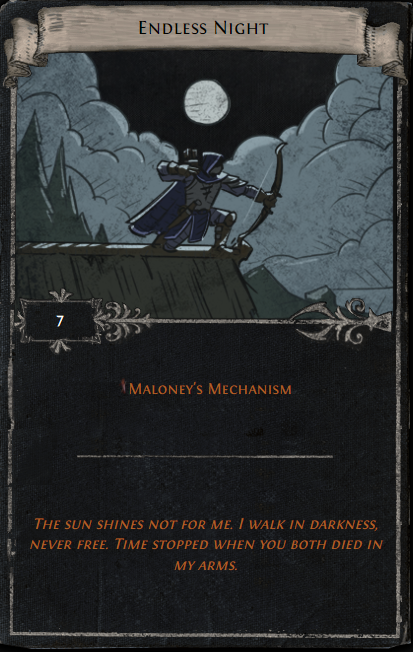 Endless Night
7
Maloney's Mechanism
The sun shines not for me. I walk in darkness,
never free. Time stopped when you both died in
my arms.